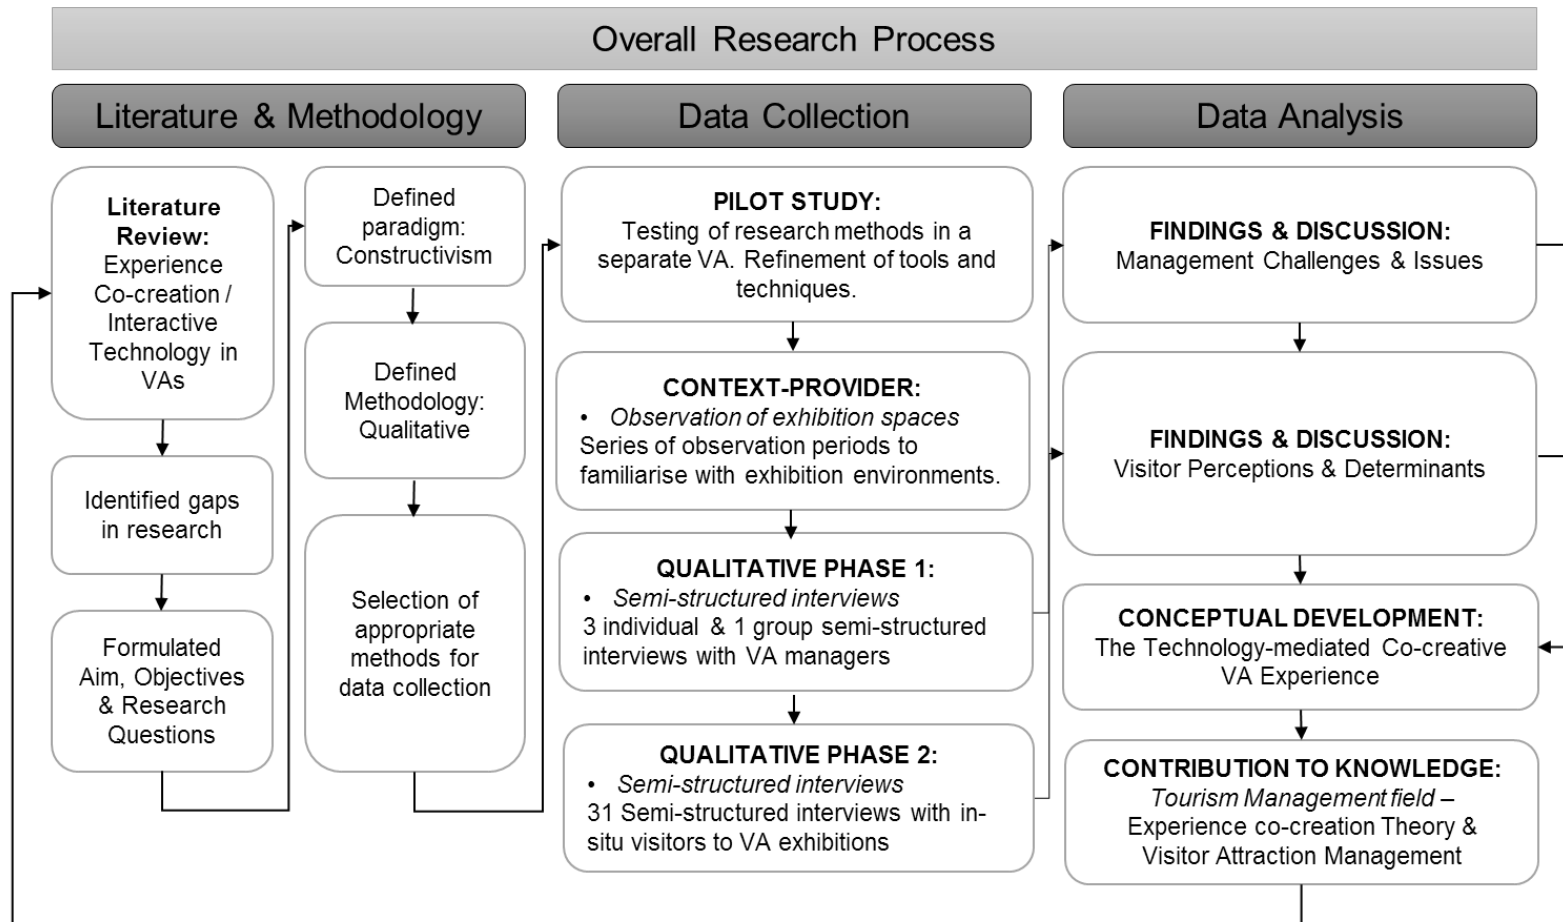 Overall Research Process
Literature & Methodology
Literature
Review:
Experience
Co-creation /
Interactive
Technology in
VAs
Identified gaps
in research
Formulated
Aim, Objectives
& Research
Questions
Defined
paradigm:
Constructivism
Defined
Methodology:
Qualitative
Selection of
appropriate
methods for
data collection
Data Collection
PILOT STUDY:
Testing of research methods in a
separate VA. Refinement of tools and
techniques.
CONTEXT-PROVIDER:
• Observation of exhibition spaces
Series of observation periods to
familiarise with exhibition environments.
QUALITATIVE PHASE 1:
• Semi-structured interviews
3 individual & 1 group semi-structured
interviews with VA managers
QUALITATIVE PHASE 2:
• Semi-structured interviews
31 Semi-structured interviews with in-
situ visitors to VA exhibitions
Data Analysis
FINDINGS & DISCUSSION:
Management Challenges & Issues
FINDINGS & DISCUSSION:
Visitor Perceptions & Determinants
CONCEPTUAL DEVELOPMENT:
The Technology-mediated Co-creative
VA Experience
CONTRIBUTION TO KNOWLEDGE:
Tourism Management field –
Experience co-creation Theory &
Visitor Attraction Management